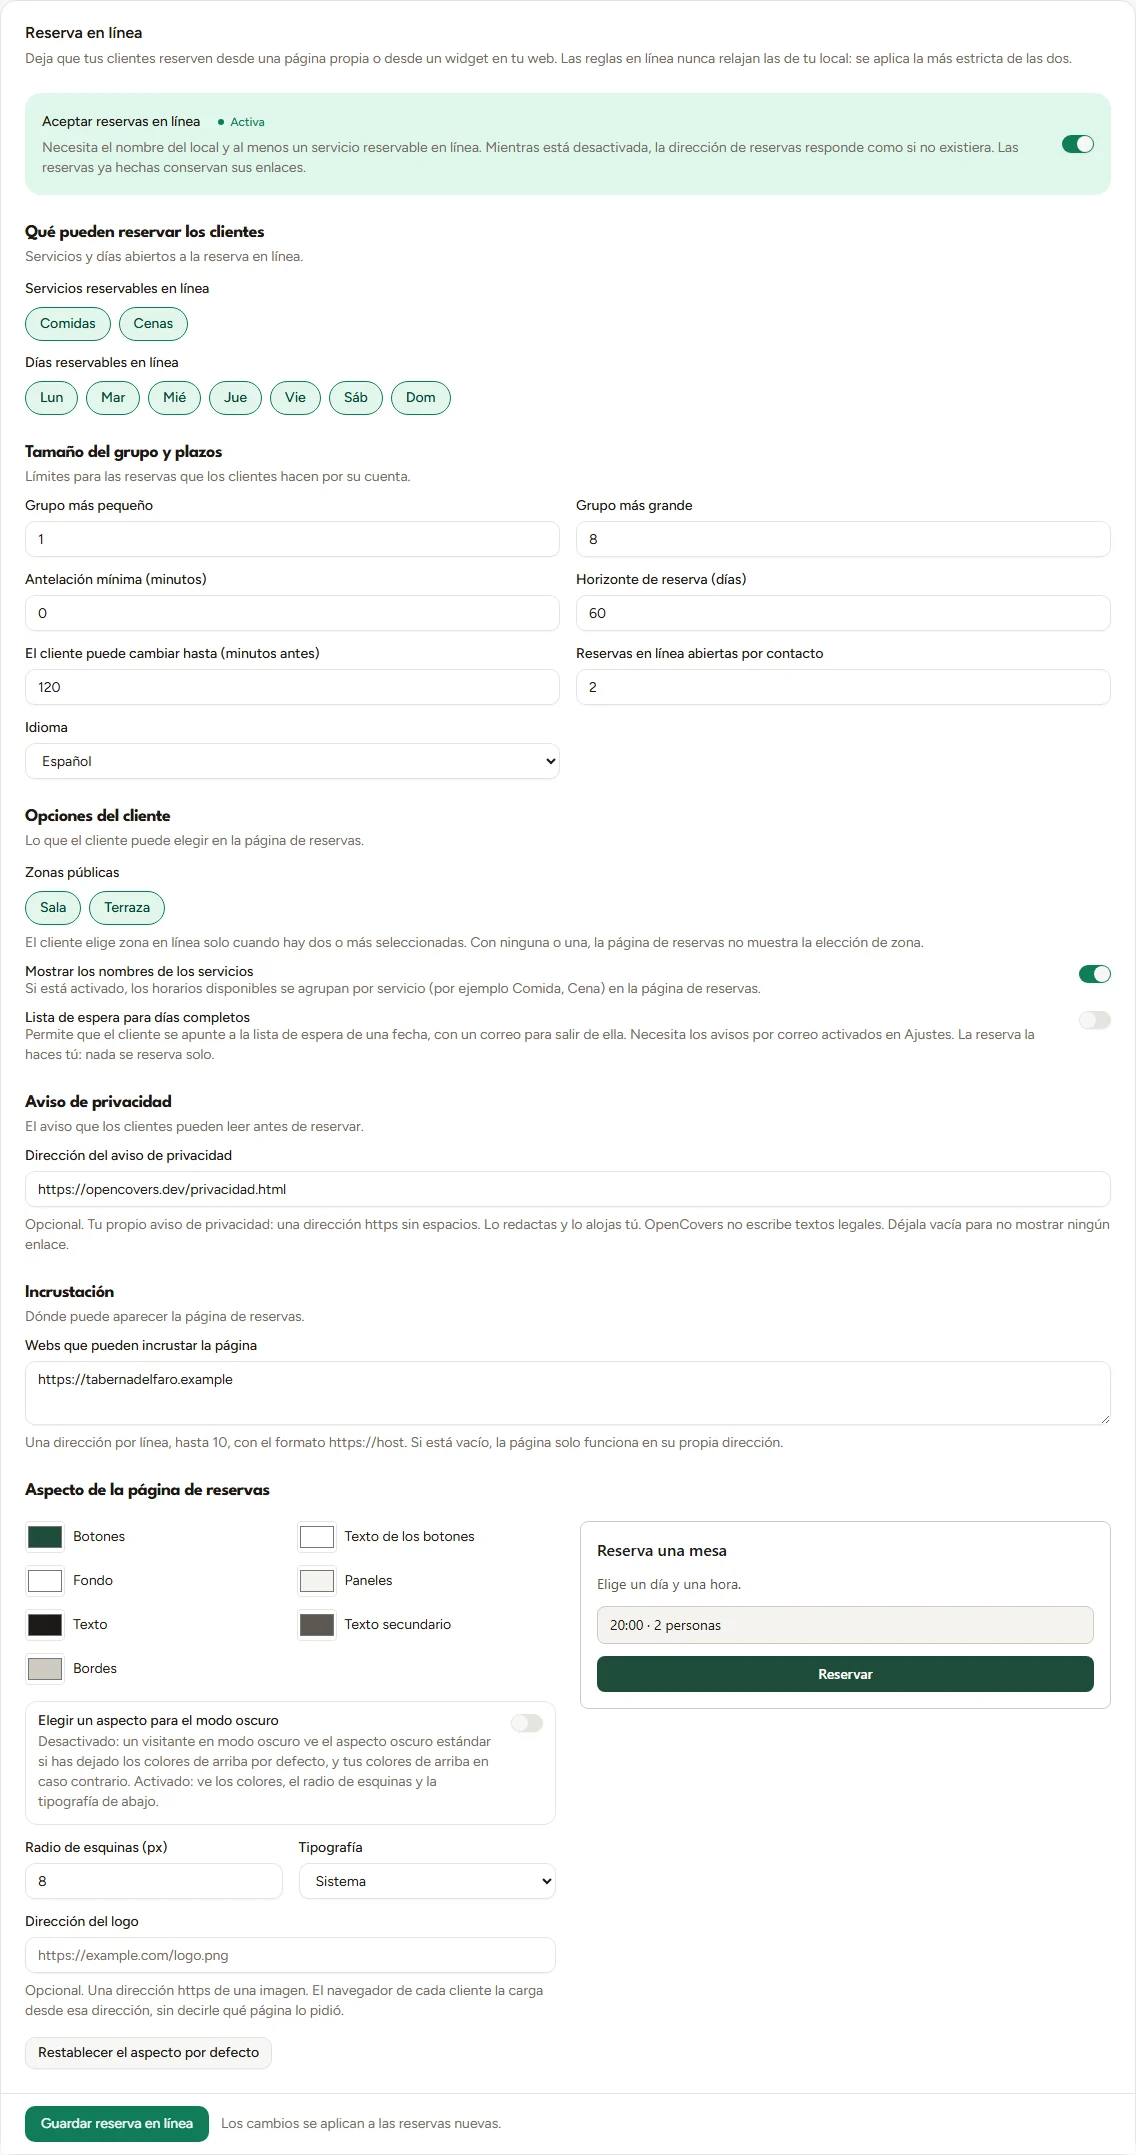 Reserva en línea
Deja que tus clientes reserven desde una página propia o desde un widget en tu web. Las reglas en línea nunca relajan las de tu local: se aplica la más estricta de las dos.
Aceptar reservas en línea
Activa
Necesita el nombre del local y al menos un servicio reservable en línea. Mientras está desactivada, la dirección de reservas responde como si no existiera. Las
reservas ya hechas conservan sus enlaces.
Qué pueden reservar los clientes
Servicios y días abiertos a la reserva en línea.
Servicios reservables en línea
Comidas Cenas
Días reservables en línea
Lun Mar Mié Jue Vie Sáb Dom
Tamaño del grupo y plazos
Límites para las reservas que los clientes hacen por su cuenta.
Grupo más pequeño Grupo más grande
1 8
Antelación mínima (minutos) Horizonte de reserva (días)
0 60
El cliente puede cambiar hasta (minutos antes) Reservas en línea abiertas por contacto
120 2
Idioma
Español
Opciones del cliente
Lo que el cliente puede elegir en la página de reservas.
Zonas públicas
Sala Terraza
El cliente elige zona en línea solo cuando hay dos o más seleccionadas. Con ninguna o una, la página de reservas no muestra la elección de zona.
Mostrar los nombres de los servicios
Si está activado, los horarios disponibles se agrupan por servicio (por ejemplo Comida, Cena) en la página de reservas.
Lista de espera para días completos
Permite que el cliente se apunte a la lista de espera de una fecha, con un correo para salir de ella. Necesita los avisos por correo activados en Ajustes. La reserva la
haces tú: nada se reserva solo.
Aviso de privacidad
El aviso que los clientes pueden leer antes de reservar.
Dirección del aviso de privacidad
https://opencovers.dev/privacidad.html
Opcional. Tu propio aviso de privacidad: una dirección https sin espacios. Lo redactas y lo alojas tú. OpenCovers no escribe textos legales. Déjala vacía para no mostrar ningún
enlace.
Incrustación
Dónde puede aparecer la página de reservas.
Webs que pueden incrustar la página
https://tabernadelfaro.example
Una dirección por línea, hasta 10, con el formato https://host. Si está vacío, la página solo funciona en su propia dirección.
Aspecto de la página de reservas
Botones Texto de los botones
Fondo Paneles
Texto Texto secundario
Bordes
Reserva una mesa
Elige un día y una hora.
20:00 · 2 personas
Reservar
Elegir un aspecto para el modo oscuro
Desactivado: un visitante en modo oscuro ve el aspecto oscuro estándar
si has dejado los colores de arriba por defecto, y tus colores de arriba en
caso contrario. Activado: ve los colores, el radio de esquinas y la
tipografía de abajo.
Radio de esquinas (px) Tipografía
8 Sistema
Dirección del logo
https://example.com/logo.png
Opcional. Una dirección https de una imagen. El navegador de cada cliente la carga
desde esa dirección, sin decirle qué página lo pidió.
Restablecer el aspecto por defecto
Guardar reserva en línea Los cambios se aplican a las reservas nuevas.